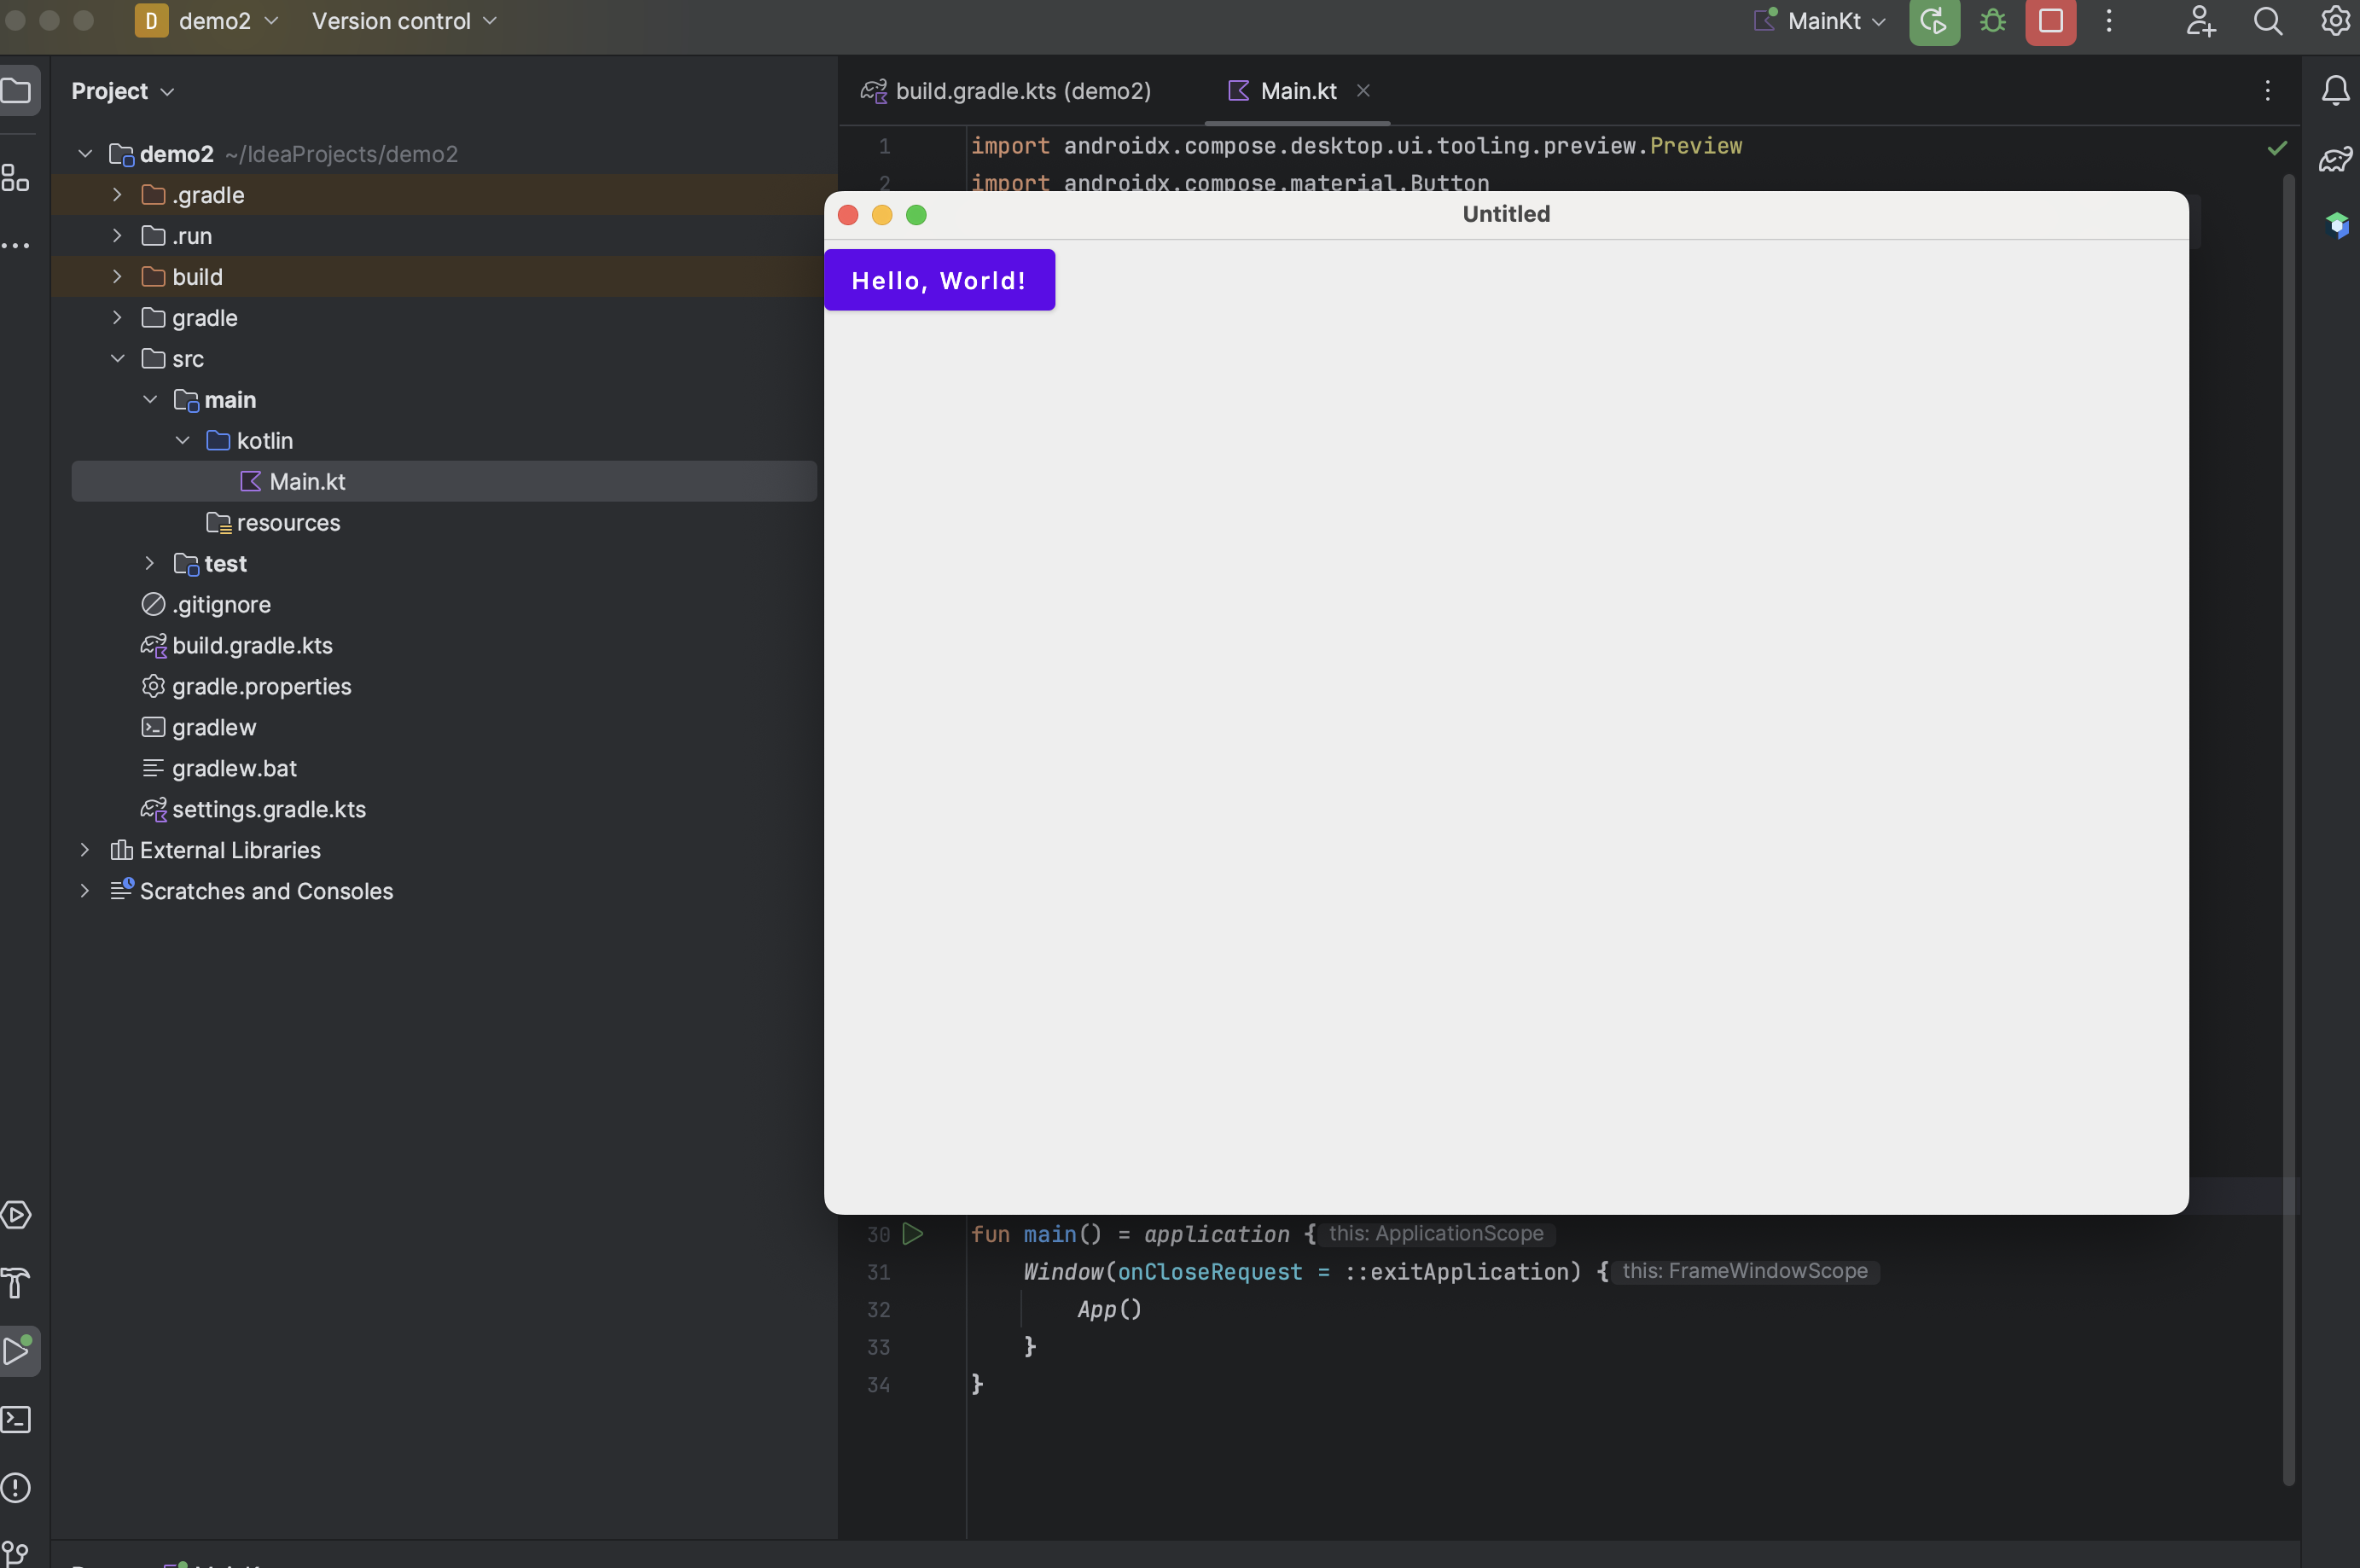 D demo2 Version control MainKt
Project
demo2 ~/IdeaProjects/demo2
.gradle
.run
build
gradle
src
main
kotlin
Main.kt
resources
test
.gitignore
build.gradle.kts
gradle.properties
gradlew
gradlew.bat
settings.gradle.kts
External Libraries
Scratches and Consoles
build.gradle.kts (demo2) Main.kt
1 import androidx.compose.desktop.ui.tooling.preview.Preview
2 import androidx.compose.material.Button
Untitled
Hello, World!
30 fun main() = application { this: ApplicationScope
31 Window(onCloseRequest = ::exitApplication) { this: FrameWindowScope
32 App()
33 }
34 }